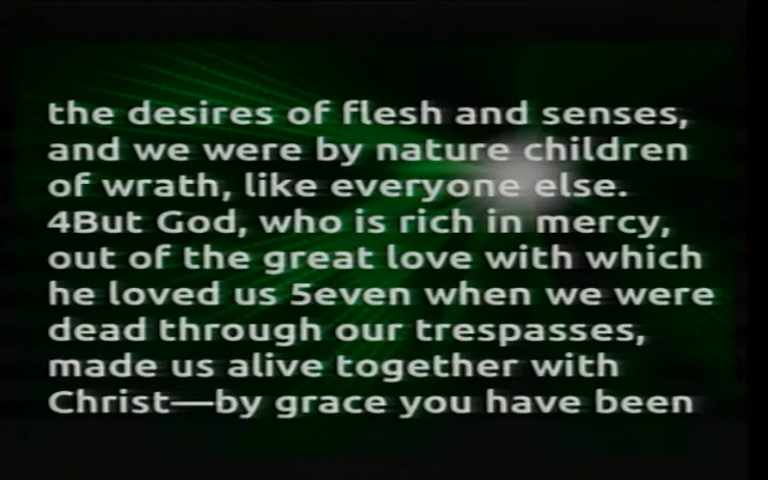 the desires of flesh and senses,
and we were by nature children
of wrath, like everyone else.
4But God, who is rich in mercy,
out of the great love with which
he loved us 5even when we were
dead through our trespasses,
made us alive together with
Christ—by grace you have been